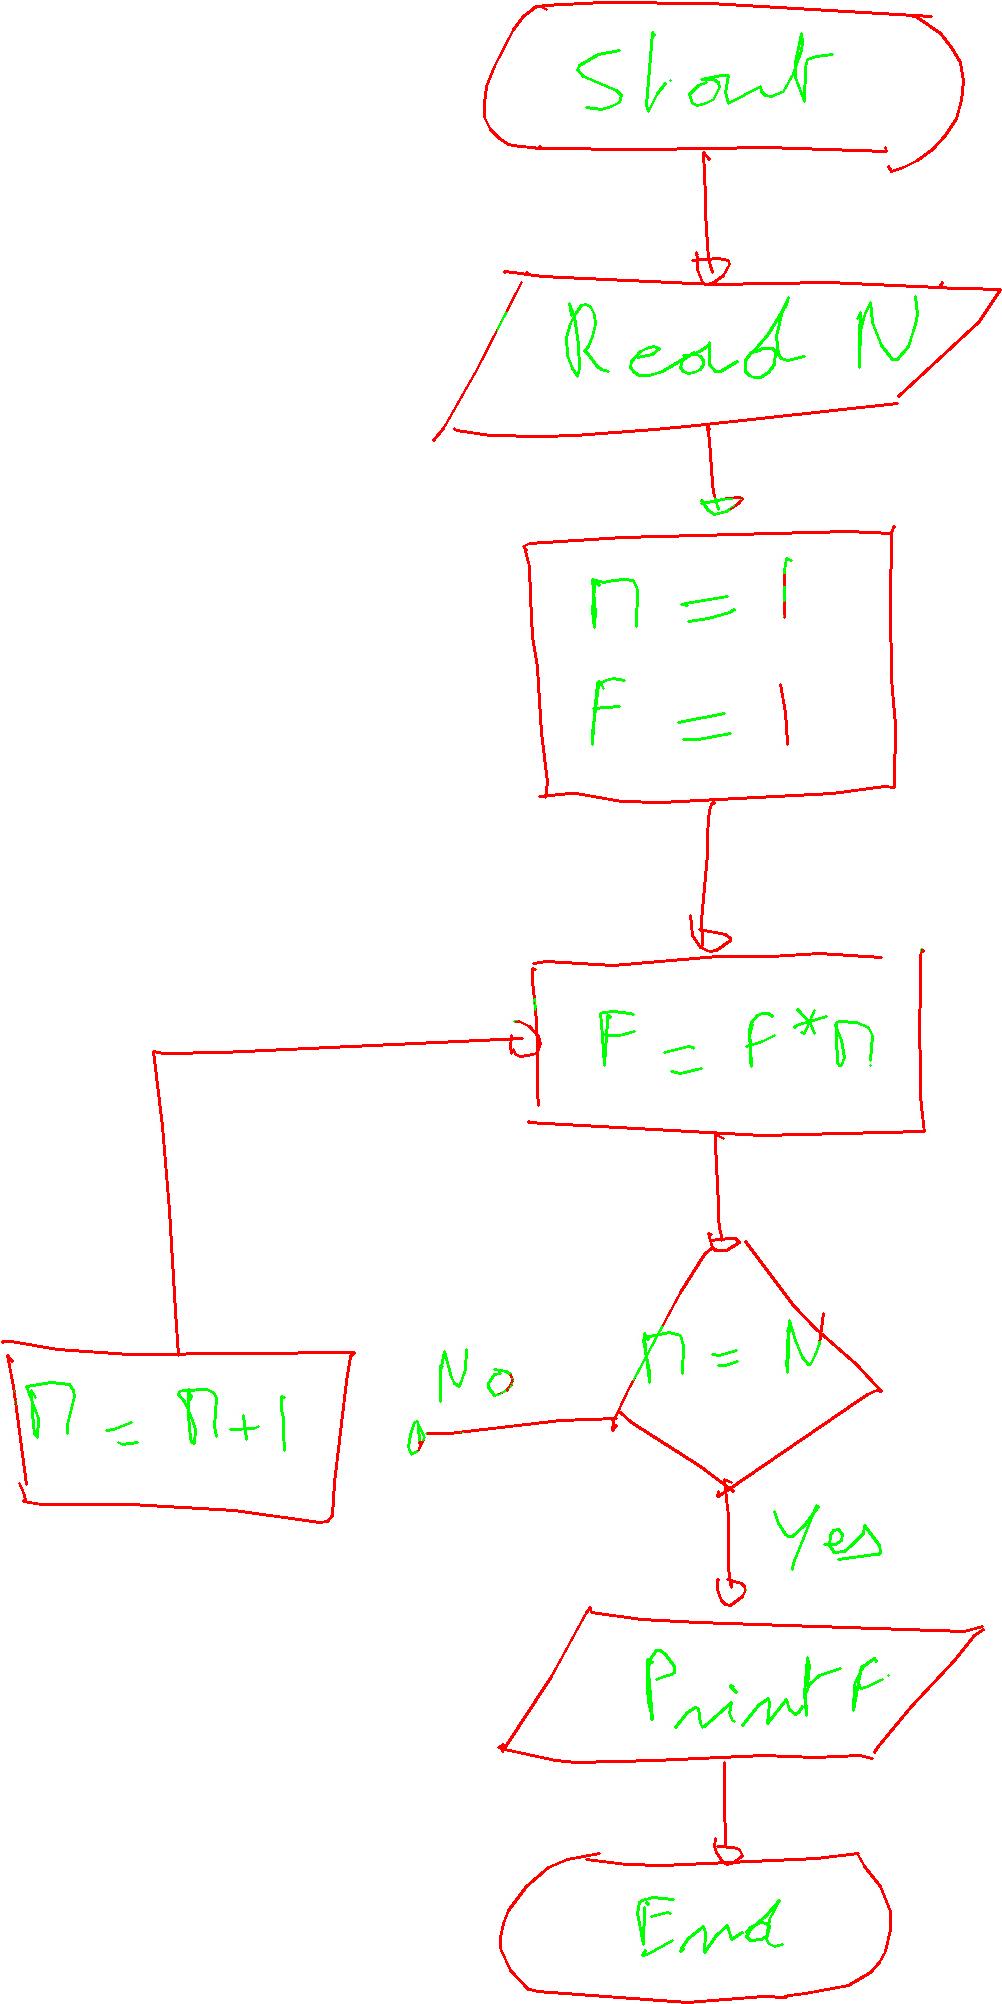 Start
Read N
n = 1
F = 1
F = F*n
n = N
No
n = n+1
Yes
Print F
End